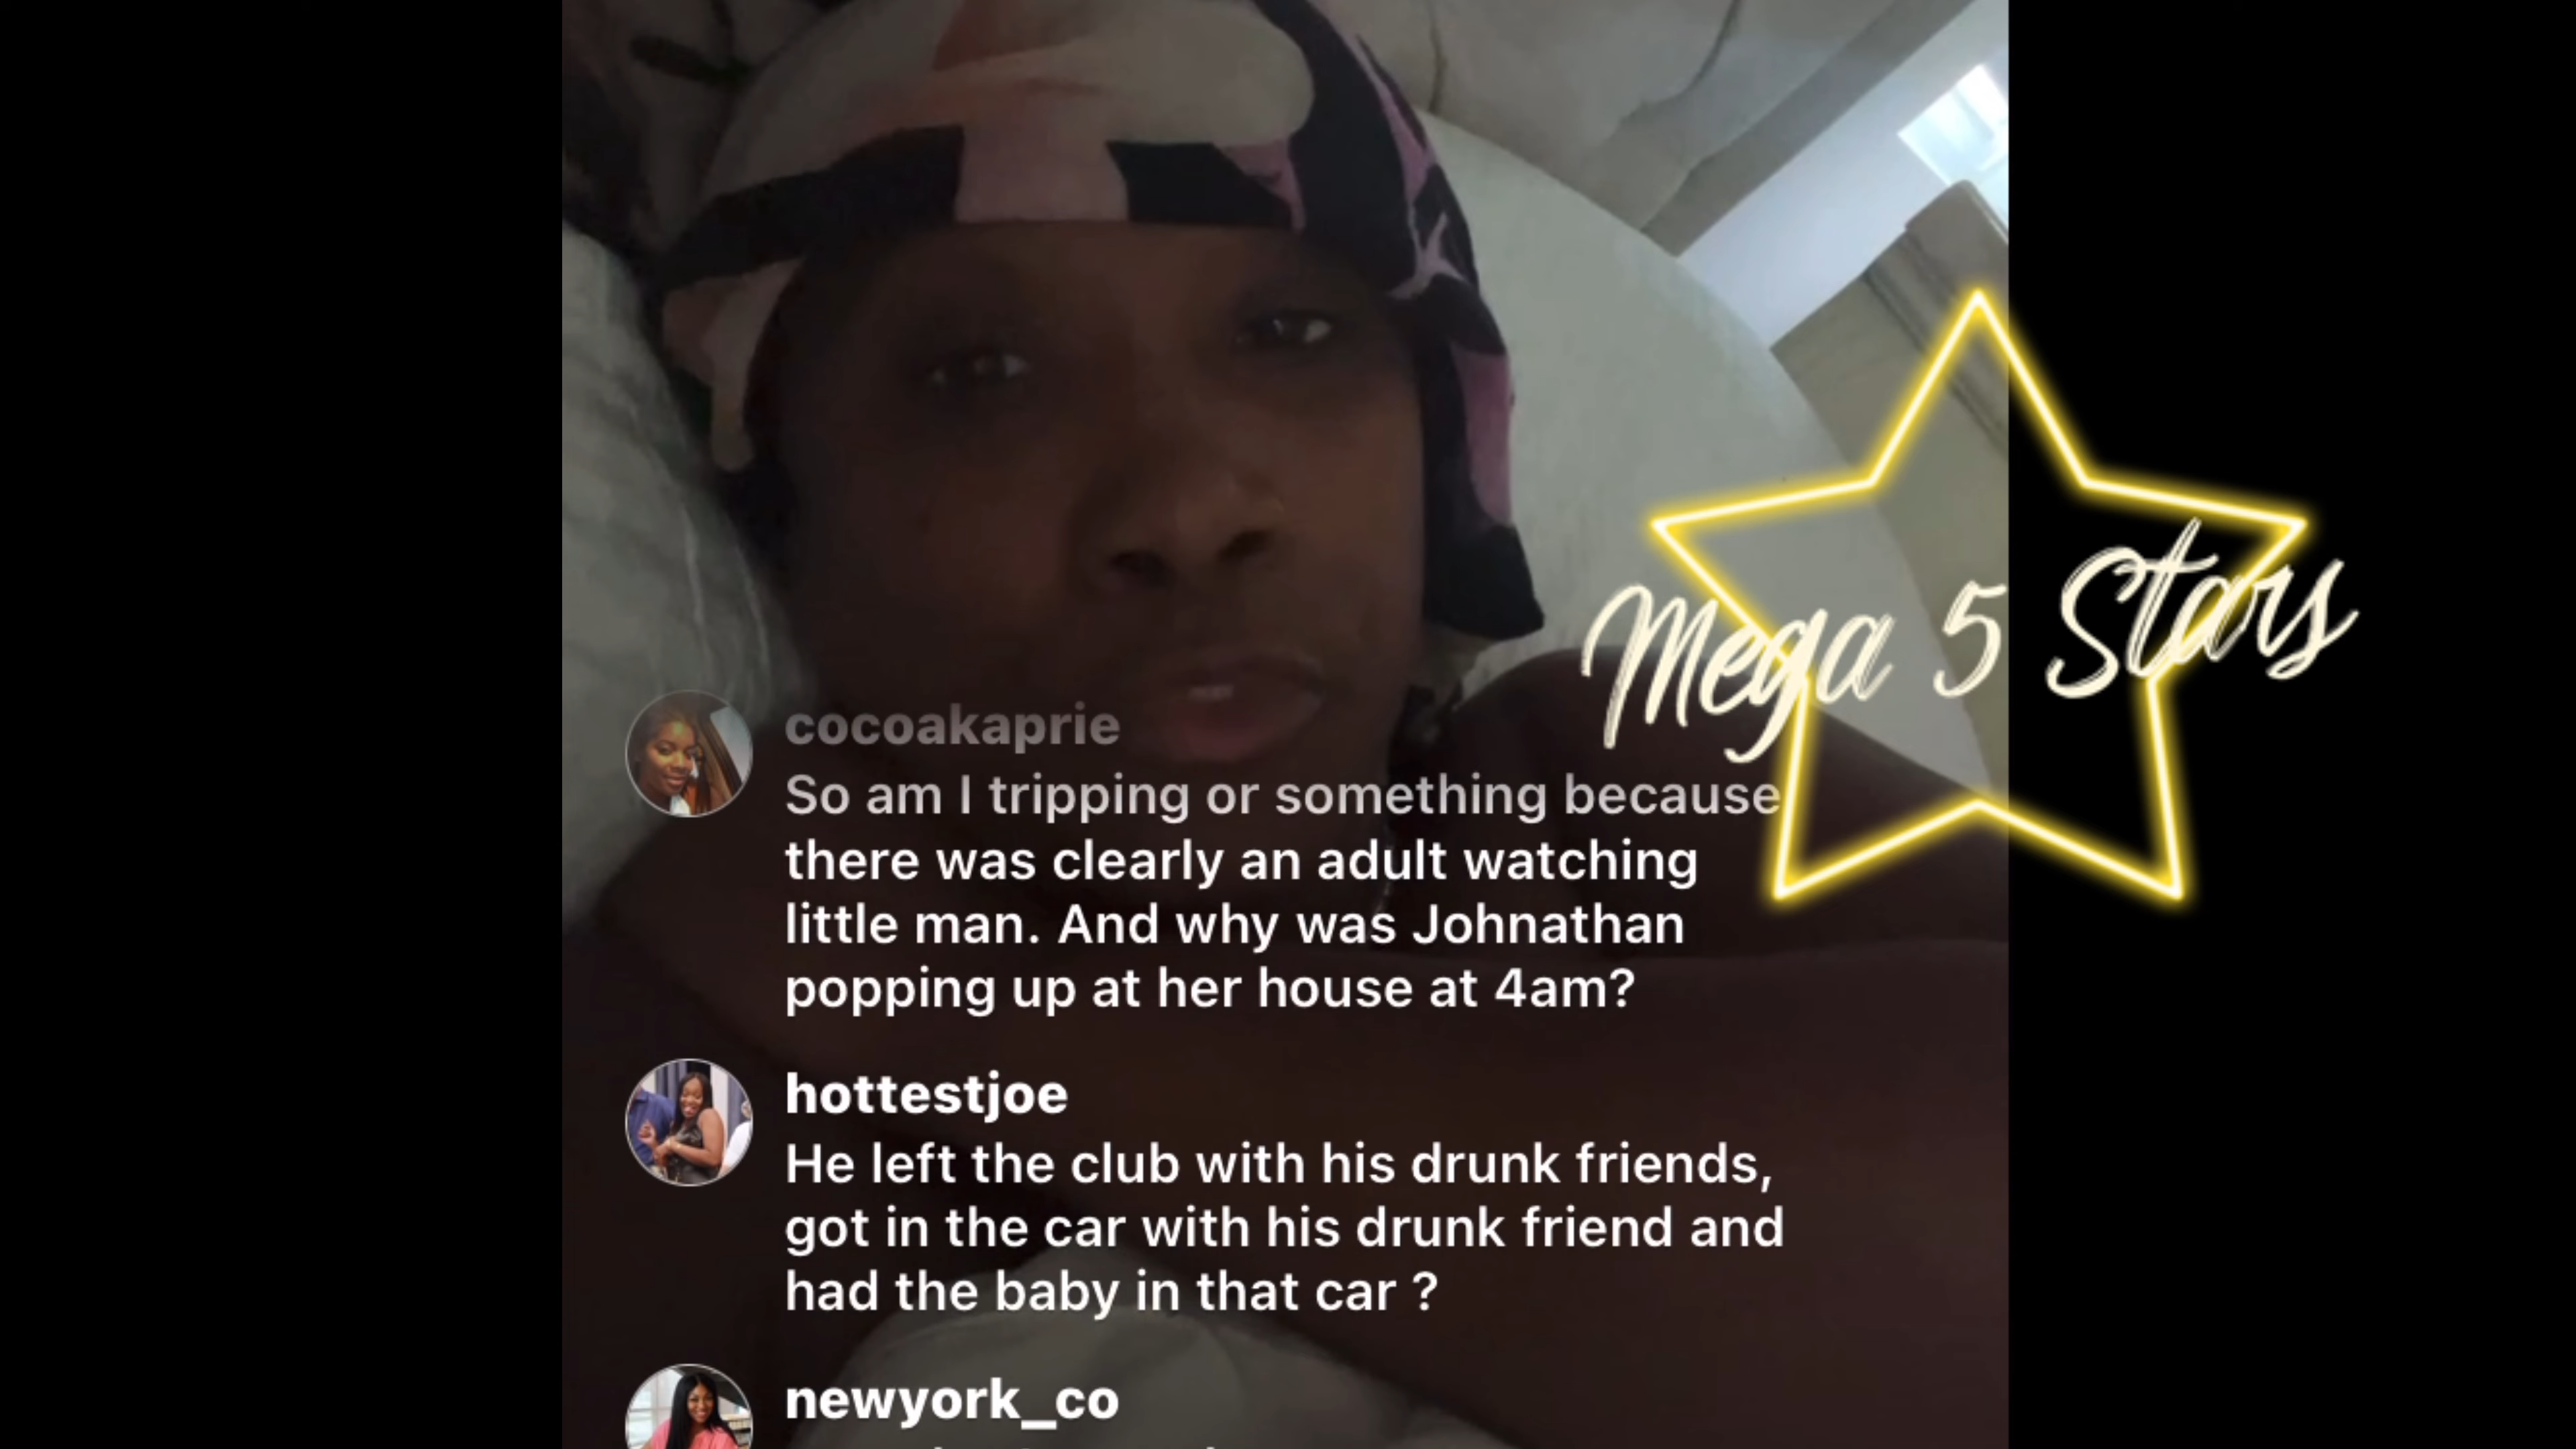 cocoakaprie
So am I tripping or something because
there was clearly an adult watching
little man. And why was Johnathan
popping up at her house at 4am?
Mega 5 Stars
hottestjoe
He left the club with his drunk friends,
got in the car with his drunk friend and
had the baby in that car ?
newyork_co